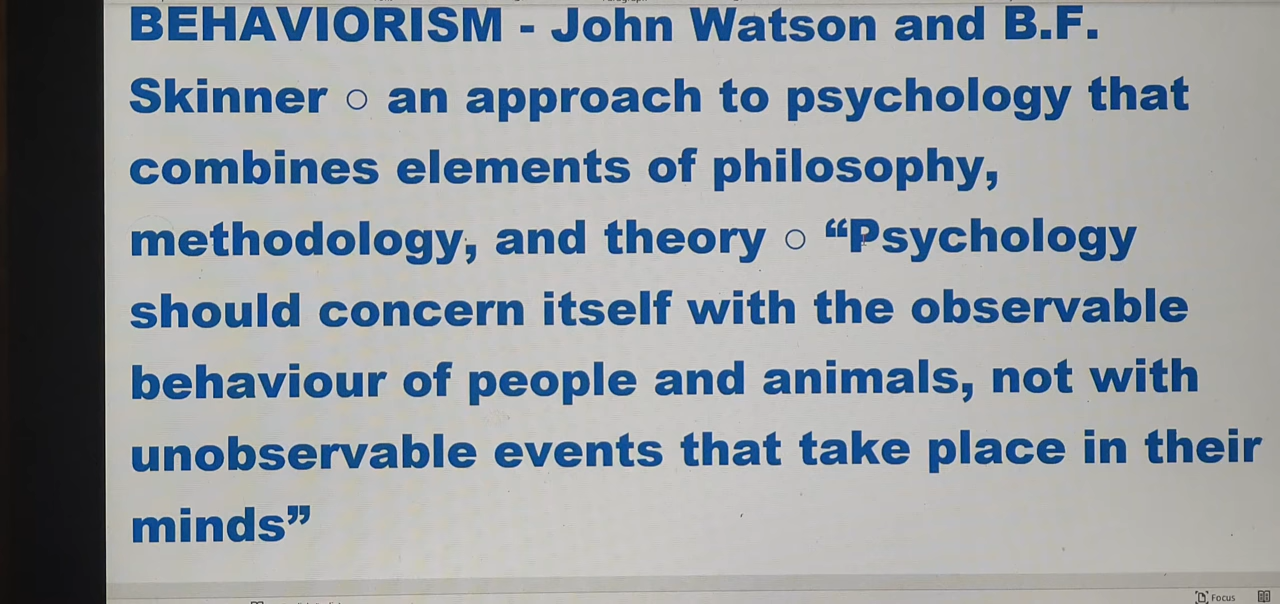 BEHAVIORISM - John Watson and B.F.
Skinner ○ an approach to psychology that
combines elements of philosophy,
methodology, and theory ○ “Psychology
should concern itself with the observable
behaviour of people and animals, not with
unobservable events that take place in their
minds”
Focus